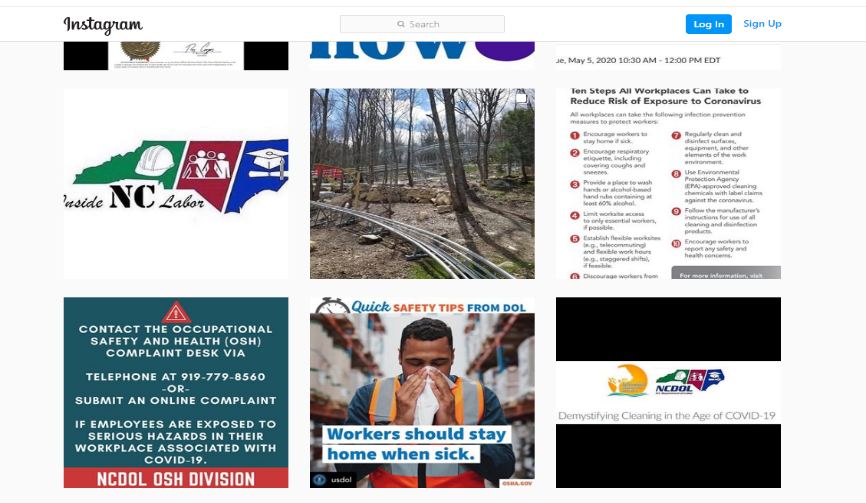 Instagram
Search
Log In
Sign Up
now
ue, May 5, 2020 10:30 AM - 12:00 PM EDT
Inside NC Labor
Ten Steps All Workplaces Can Take to
Reduce Risk of Exposure to Coronavirus
All workplaces can take the following infection prevention
measures to protect workers:
1 Encourage workers to
stay home if sick.
2 Encourage respiratory
etiquette, including
covering coughs and
sneezes.
3 Provide a place to wash
hands or alcohol-based
hand rubs containing at
least 60% alcohol.
4 Limit worksite access
to only essential workers,
if possible.
5 Establish flexible worksites
(e.g., telecommuting)
and flexible work hours
(e.g., staggered shifts),
if feasible.
6 Discourage workers from
7 Regularly clean and
disinfect surfaces,
equipment, and other
elements of the work
environment.
8 Use Environmental
Protection Agency
(EPA)-approved cleaning
chemicals with label claims
against the coronavirus.
9 Follow the manufacturer's
instructions for use of all
cleaning and disinfection
products.
10 Encourage workers to
report any safety and
health concerns.
For more information, visit
CONTACT THE OCCUPATIONAL
SAFETY AND HEALTH (OSH)
COMPLAINT DESK VIA
TELEPHONE AT 919-779-8560
-OR-
SUBMIT AN ONLINE COMPLAINT
IF EMPLOYEES ARE EXPOSED TO
SERIOUS HAZARDS IN THEIR
WORKPLACE ASSOCIATED WITH
COVID-19.
NCDOL OSH DIVISION
Quick SAFETY TIPS FROM DOL
Workers should stay
home when sick.
usdol
OSHA.GOV
NCDOL
Demystifying Cleaning in the Age of COVID-19